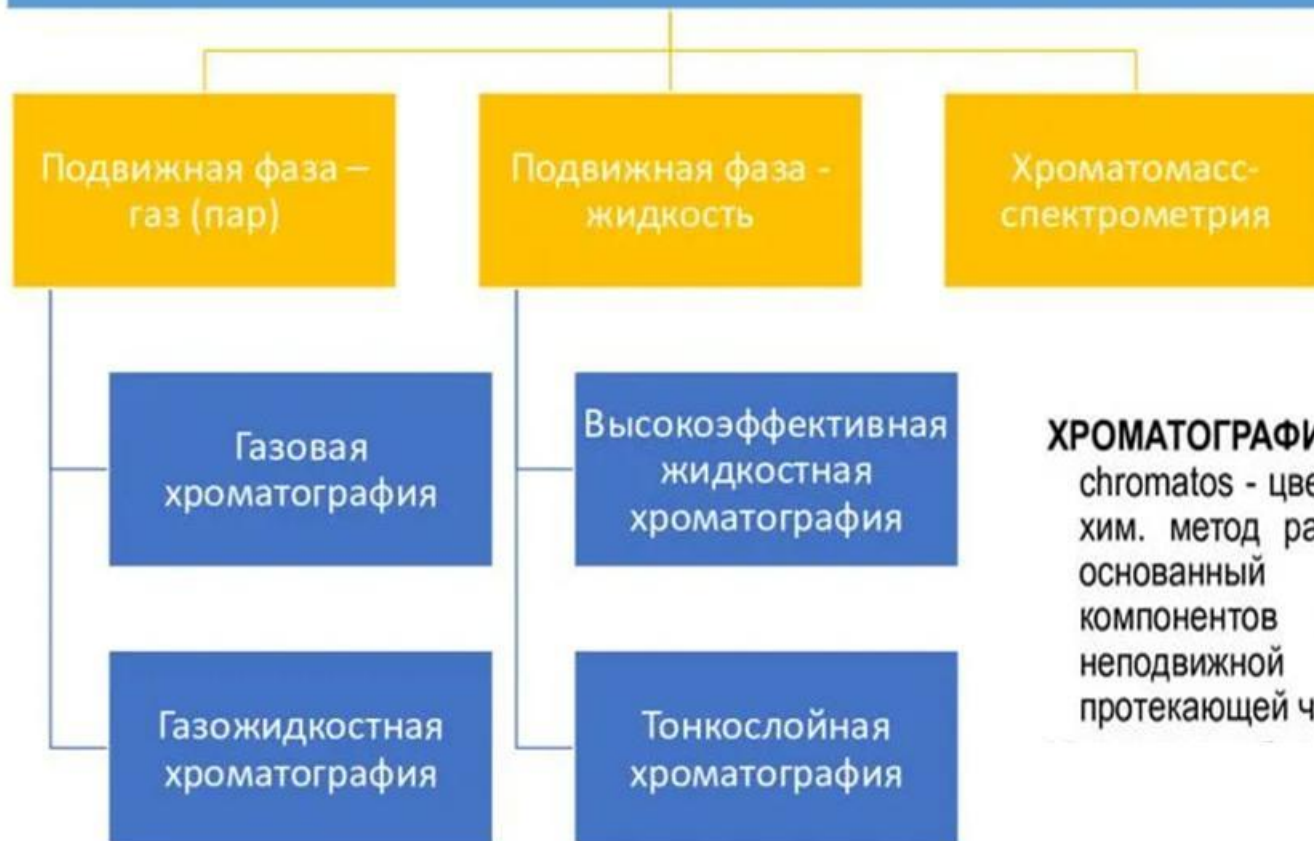 Подвижная фаза –
газ (пар)
Подвижная фаза -
жидкость
Хроматомасс-
спектрометрия
Газовая
хроматография
Высокоэффективная
жидкостная
хроматография
Газожидкостная
хроматография
Тонкослойная
хроматография
chromatos -
хим. метод
основанный
компонентов
неподвижной
протекающей